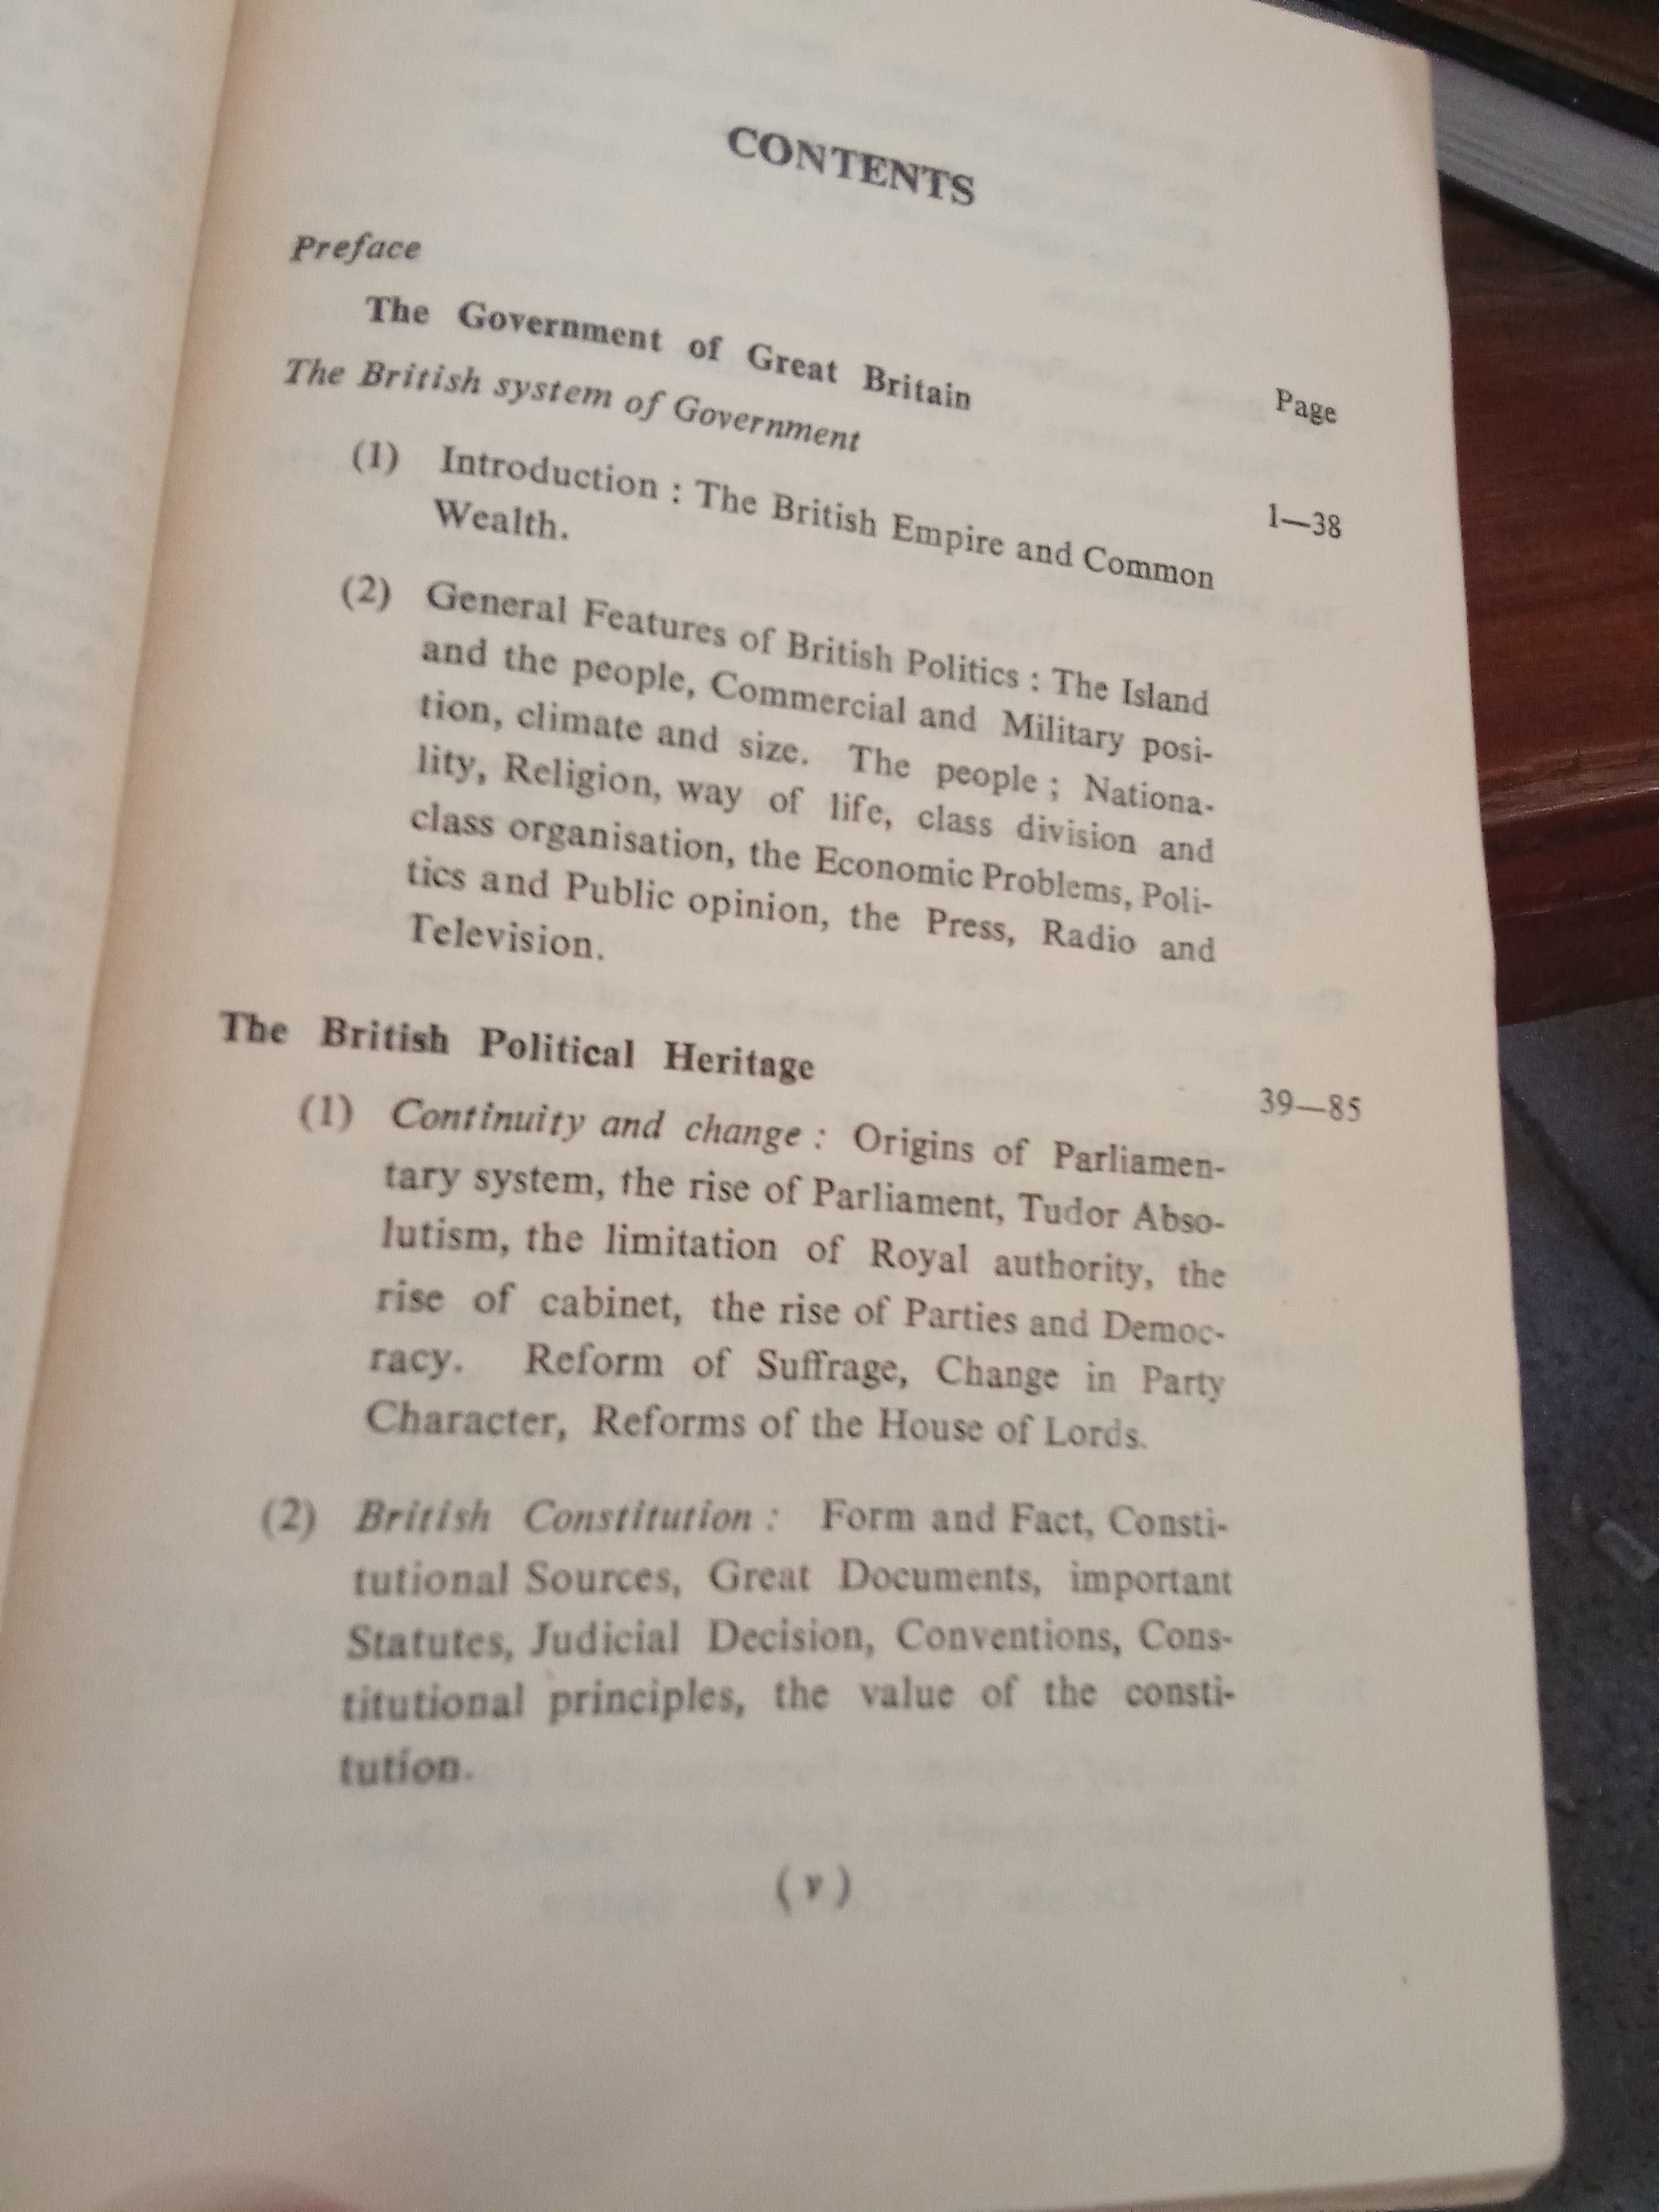 CONTENTS
Preface
The Government of Great Britain
Page
The British system of Government
1—38
(1) Introduction : The British Empire and Common
Wealth.
(2) General Features of British Politics : The Island
and the people, Commercial and Military posi-
tion, climate and size. The people ; Nationa-
lity, Religion, way of life, class division and
class organisation, the Economic Problems, Poli-
tics and Public opinion, the Press, Radio and
Television.
The British Political Heritage
39—85
(1) Continuity and change : Origins of Parliamen-
tary system, the rise of Parliament, Tudor Abso-
lutism, the limitation of Royal authority, the
rise of cabinet, the rise of Parties and Democ-
racy. Reform of Suffrage, Change in Party
Character, Reforms of the House of Lords.
(2) British Constitution : Form and Fact, Consti-
tutional Sources, Great Documents, important
Statutes, Judicial Decision, Conventions, Cons-
titutional principles, the value of the consti-
tution.
( v )